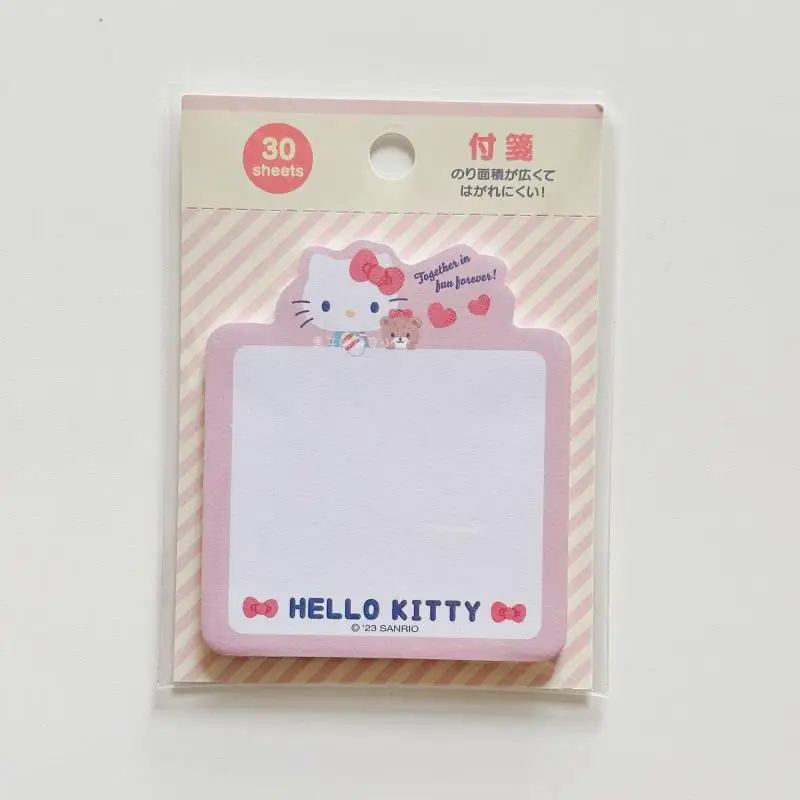 30
sheets
付箋
のり面積が広くて
はがれにくい!
Together in
fun forever!
HELLO KITTY
© '23 SANRIO